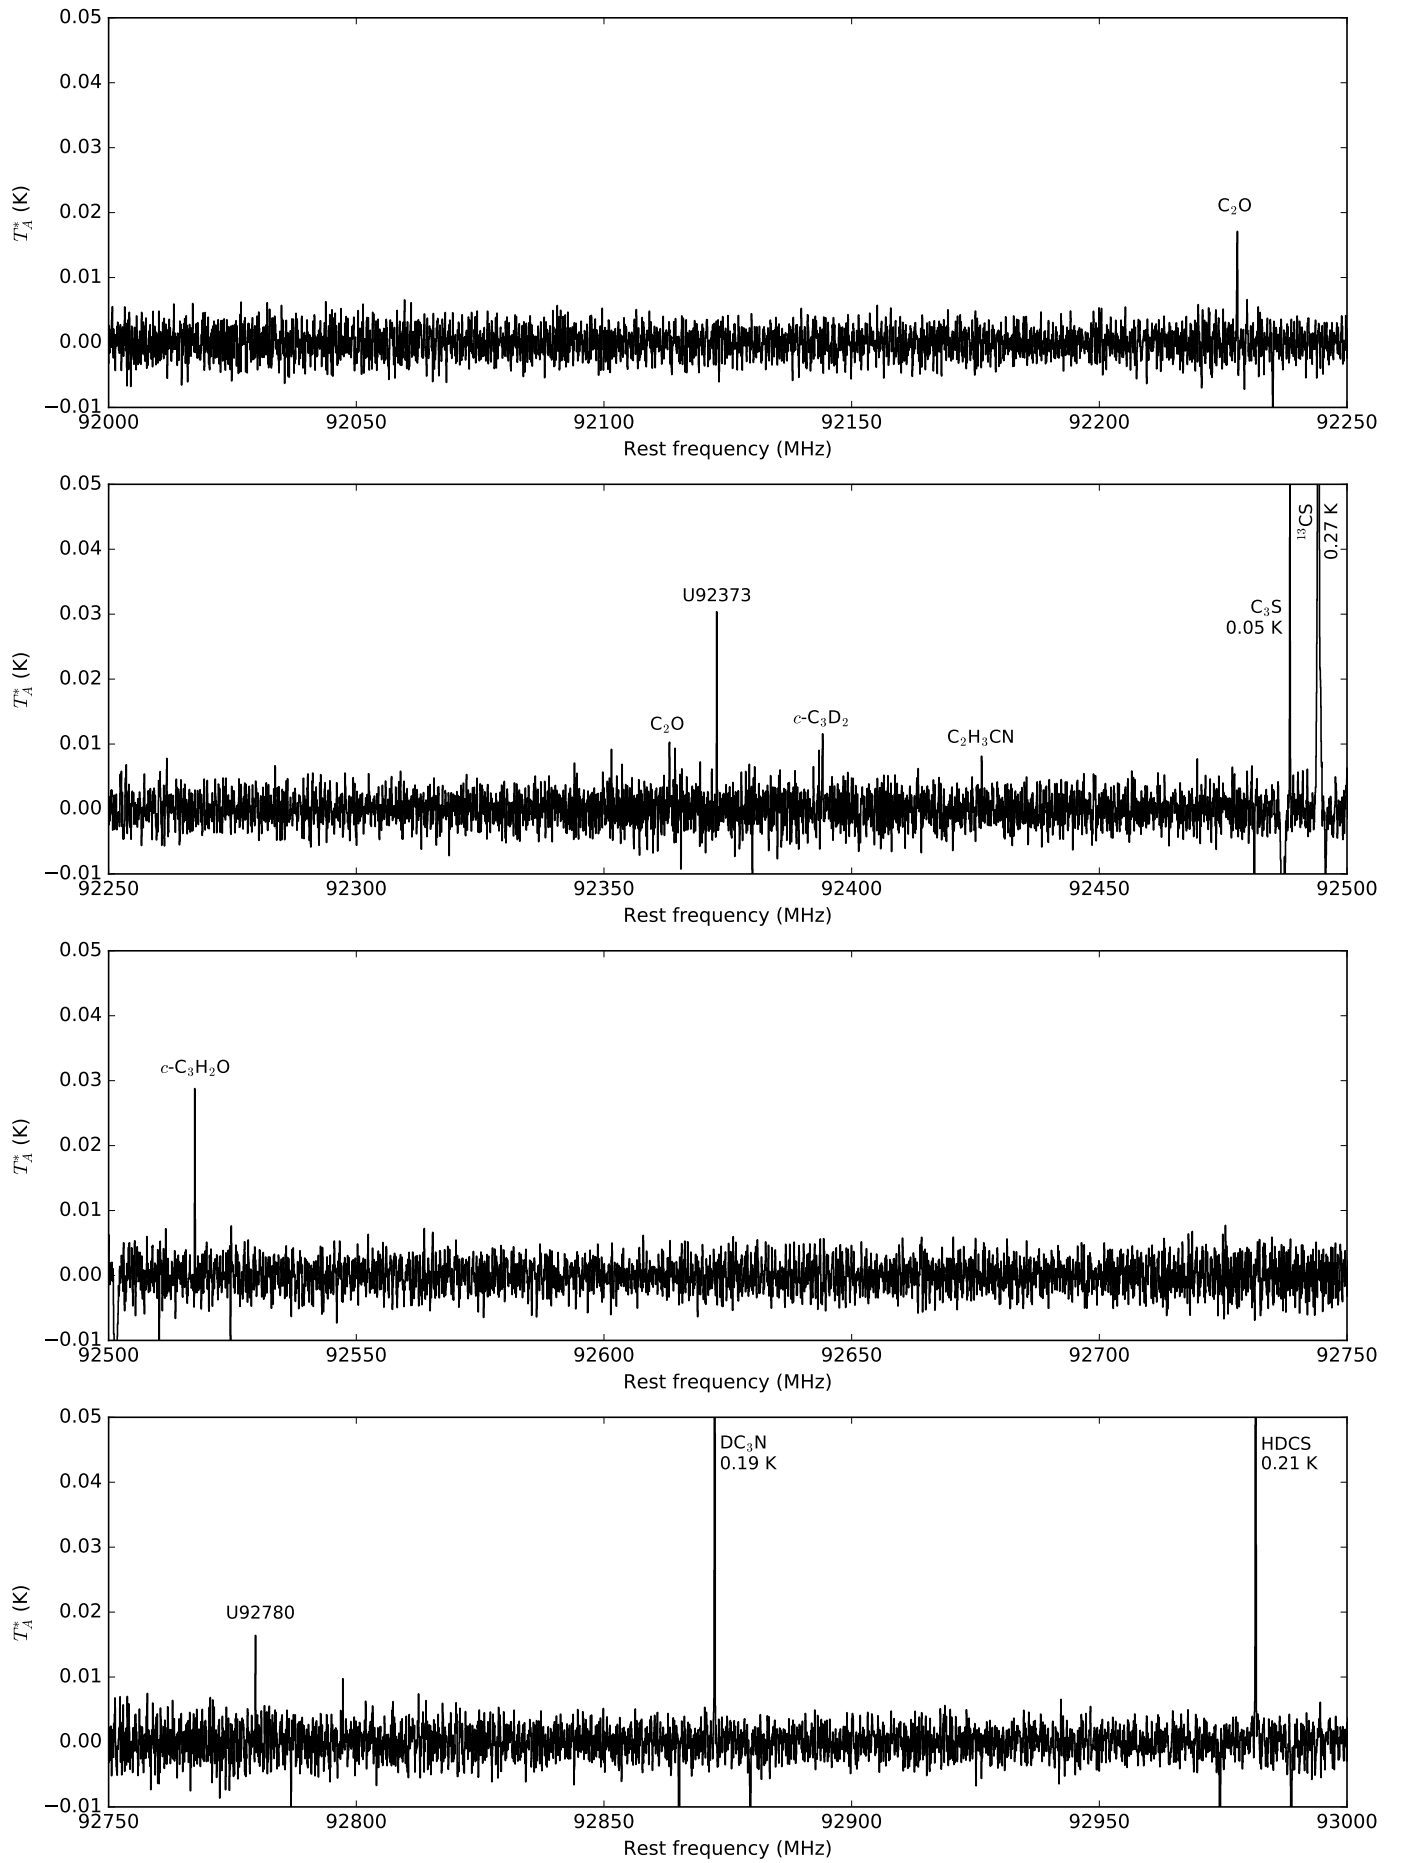 0.05
0.04
0.03
0.02
0.01
0.00
−0.01
T*A (K)
C2O
92000 92050 92100 92150 92200 92250
Rest frequency (MHz)
0.05
0.04
0.03
0.02
0.01
0.00
−0.01
T*A (K)
C2O
U92373
c-C3D2
C2H3CN
C3S
0.05 K
13CS
0.27 K
92250 92300 92350 92400 92450 92500
Rest frequency (MHz)
0.05
0.04
0.03
0.02
0.01
0.00
−0.01
T*A (K)
c-C3H2O
92500 92550 92600 92650 92700 92750
Rest frequency (MHz)
0.05
0.04
0.03
0.02
0.01
0.00
−0.01
T*A (K)
U92780
DC3N
0.19 K
HDCS
0.21 K
92750 92800 92850 92900 92950 93000
Rest frequency (MHz)